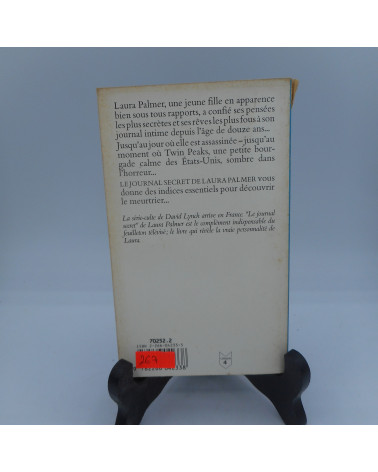 Laura Palmer, une jeune fille en apparence
bien sous tous rapports, a confié ses pensées
les plus secrètes et ses rêves les plus fous à son
journal intime depuis l'âge de douze ans...
Jusqu'au jour où elle est assassinée – jusqu'au
moment où Twin Peaks, une petite bour-
gade calme des États-Unis, sombre dans
l'horreur...
LE JOURNAL SECRET DE LAURA PALMER vous
donne des indices essentiels pour découvrir
le meurtrier...
La série-culte de David Lynch arrive en France. "Le journal
secret" de Laura Palmer est le complément indispensable du
feuilleton télévisé ; le livre qui révèle la vraie personnalité de
Laura.
70292.2
267